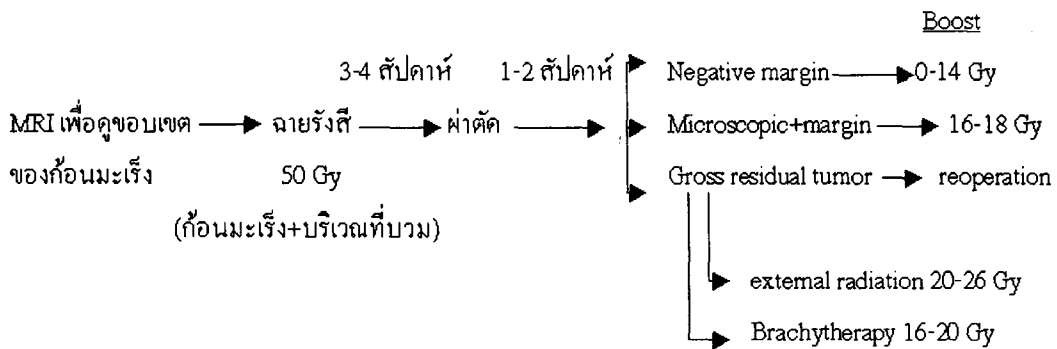 Boost
3-4 สัปดาห์ 1-2 สัปดาห์ Negative margin 0-14 Gy
MRI เพื่อดูขอบเขต ฉายรังสี ผ่าตัด Microscopic+margin 16-18 Gy
ของก้อนมะเร็ง 50 Gy Gross residual tumor reoperation
(ก้อนมะเร็ง+บริเวณที่บวม)
external radiation 20-26 Gy
Brachytherapy 16-20 Gy